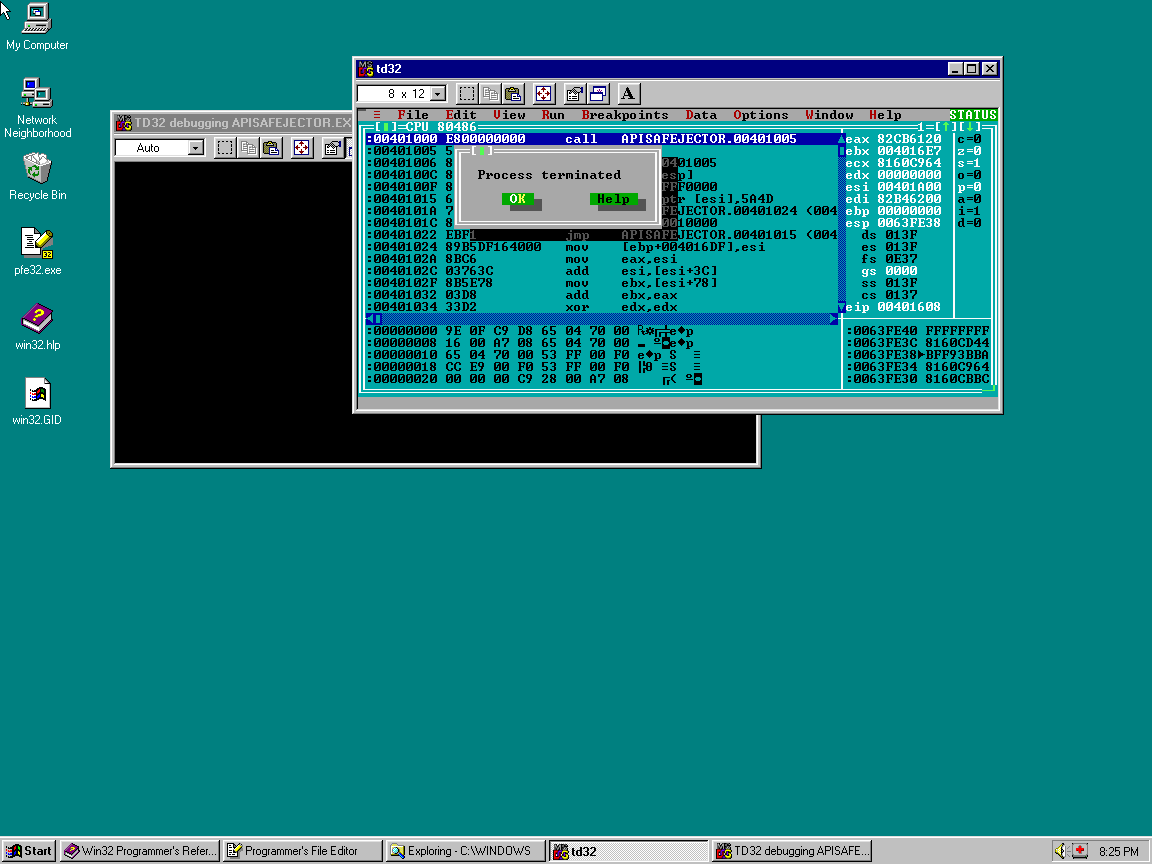 My Computer
Network
Neighborhood
Recycle Bin
pfe32.exe
win32.hlp
win32.GID
TD32 debugging APISAFEJECTOR.EX
Auto
td32
8 x 12
A
≡ File Edit View Run Breakpoints Data Options Window Help STATUS
CPU 80486 1
:00401000 E800000000 call APISAFEJECTOR.00401005
:00401005 5
:00401006 8 0401005
:0040100C 8 esp]
:0040100F 8 FFF0000
:00401015 6 ptr [esi],5A4D
:0040101A 7 FEJECTOR.00401024 (004
:0040101C 8 0010000
:00401022 EBF1 jmp APISAFEJECTOR.00401015 (004
:00401024 89B5DF164000 mov [ebp+004016DF],esi
:0040102A 8BC6 mov eax,esi
:0040102C 03763C add esi,[esi+3C]
:0040102F 8B5E78 mov ebx,[esi+78]
:00401032 03D8 add ebx,eax
:00401034 33D2 xor edx,edx
Process terminated
OK Help
eax 82CB6120 c=0
ebx 004016E7 z=0
ecx 8160C964 s=1
edx 00000000 o=0
esi 00401A00 p=0
edi 82B46200 a=0
ebp 00000000 i=1
esp 0063FE38 d=0
ds 013F
es 013F
fs 0E37
gs 0000
ss 013F
cs 0137
eip 00401608
:00000000 9E 0F C9 D8 65 04 70 00
:00000008 16 00 A7 08 65 04 70 00
:00000010 65 04 70 00 53 FF 00 F0
:00000018 CC E9 00 F0 53 FF 00 F0
:00000020 00 00 00 C9 28 00 A7 08
:0063FE40 FFFFFFFF
:0063FE3C 8160CD44
:0063FE38►BFF93BBA
:0063FE34 8160C964
:0063FE30 8160CBBC
Start
Win32 Programmer's Refer...
Programmer's File Editor
Exploring - C:\WINDOWS
td32
TD32 debugging APISAFE...
8:25 PM